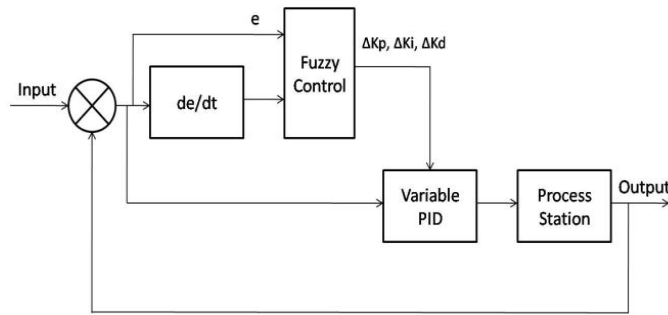 e
ΔKp, ΔKi, ΔKd
Fuzzy
Control
Input
de/dt
Variable
PID
Process
Station
Output